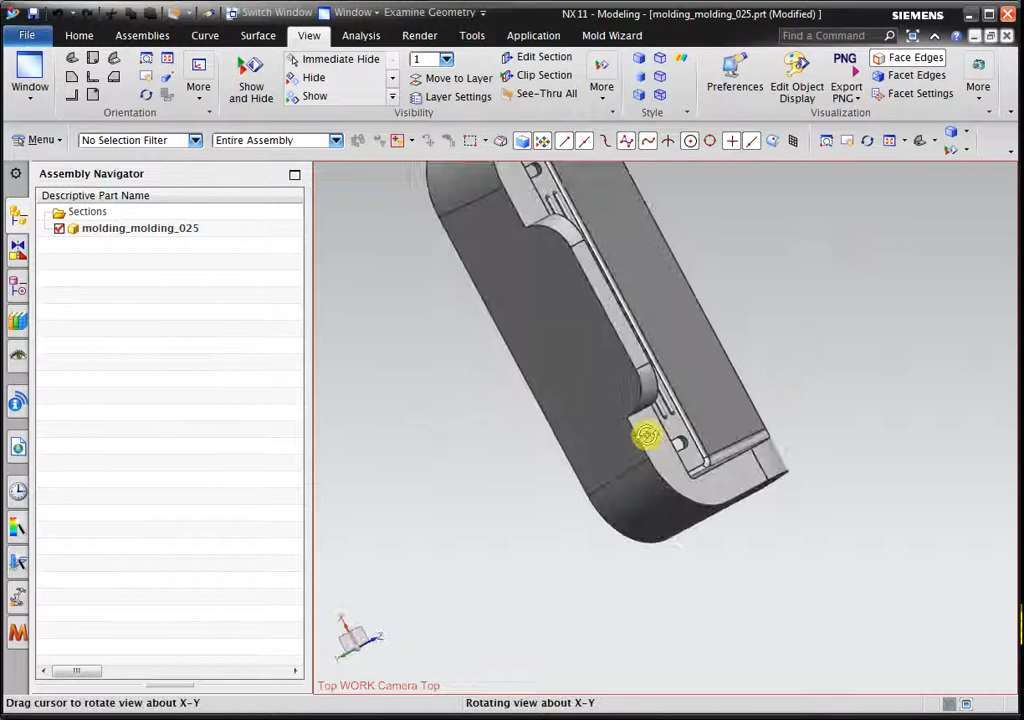 Switch Window Window Examine Geometry NX 11 - Modeling - [molding_molding_025.prt (Modified) ] SIEMENS
File Home Assemblies Curve Surface View Analysis Render Tools Application Mold Wizard Find a Command
Window
More
Orientation
Show and Hide
Immediate Hide
Hide
Show
1
Move to Layer
Layer Settings
Visibility
Edit Section
Clip Section
See-Thru All
More
Style
Preferences
Edit Object Display
PNG
Export PNG
Face Edges
Facet Edges
Facet Settings
More
Visualization
Menu No Selection Filter Entire Assembly
Assembly Navigator
Descriptive Part Name
Sections
molding_molding_025
X
Z
Top WORK Camera Top
Drag cursor to rotate view about X-Y Rotating view about X-Y